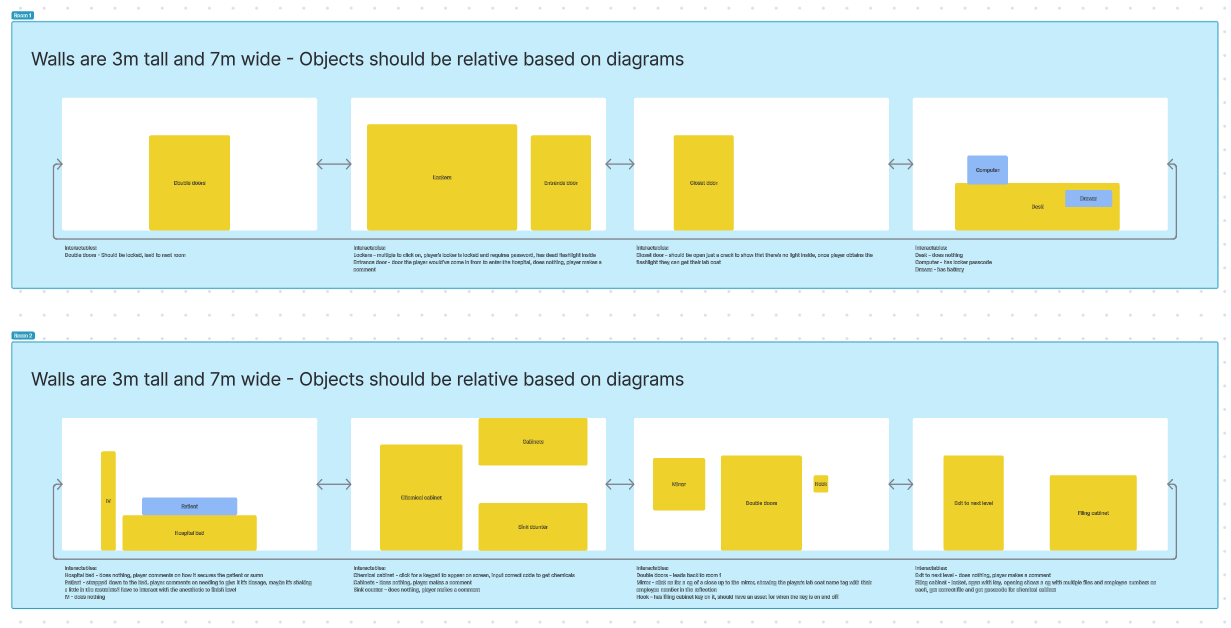 Room 1
Walls are 3m tall and 7m wide - Objects should be relative based on diagrams
Double doors
Lockers
Entrance door
Closet door
Computer
Drawer
Desk
Interactables:
Double doors - Should be locked, lead to next room
Interactables:
Lockers - multiple to click on, player's locker is locked and requires password, has dead flashlight inside
Entrance door - door the player would've come in from to enter the hospital, does nothing, player makes a
comment
Interactables:
Closet door - should be open just a crack to show that there's no light inside, once player obtains the
flashlight they can get their lab coat
Interactables:
Desk - does nothing
Computer - has locker passcode
Drawer - has battery
Room 2
Walls are 3m tall and 7m wide - Objects should be relative based on diagrams
IV
Patient
Hospital bed
Chemical cabinet
Cabinets
Sink counter
Mirror
Double doors
Hook
Exit to next level
Filing cabinet
Interactables:
Hospital bed - does nothing, player comments on how it secures the patient or sumn
Patient - strapped down to the bed, player comments on needing to give it it's dosage, maybe it's shaking
a little in the restraints? have to interact with the anesthetic to finish level
IV - does nothing
Interactables:
Chemical cabinet - click for a keypad to appear on screen, input correct code to get chemicals
Cabinets - does nothing, player makes a comment
Sink counter - does nothing, player makes a comment
Interactables:
Double doors - leads back to room 1
Mirror - click on for a cg of a close up to the mirror, showing the player's lab coat name tag with their
employee number in the reflection
Hook - has filing cabinet key on it, should have an asset for when the key is on and off
Interactables:
Exit to next level - does nothing, player makes a comment
Filing cabinet - locked, open with key, opening shows a cg with multiple files and employee numbers on
each, get correct file and get passcode for chemical cabinet